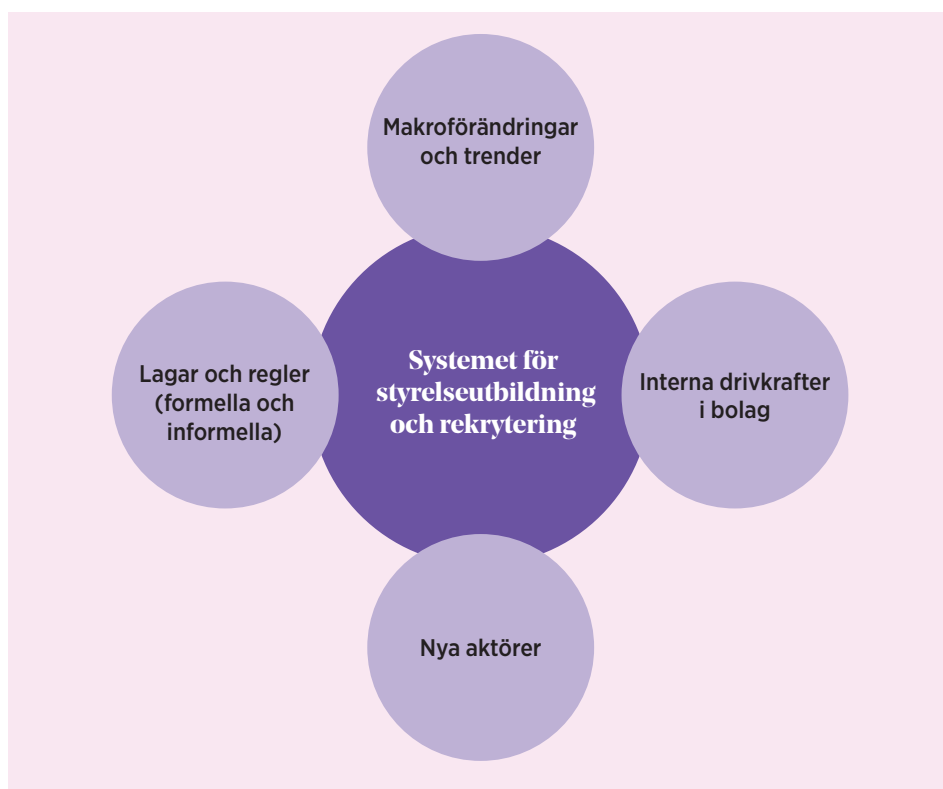 Makroförändringar
och trender
Lagar och regler
(formella och
informella)
Systemet för
styrelseutbildning
och rekrytering
Interna drivkrafter
i bolag
Nya aktörer